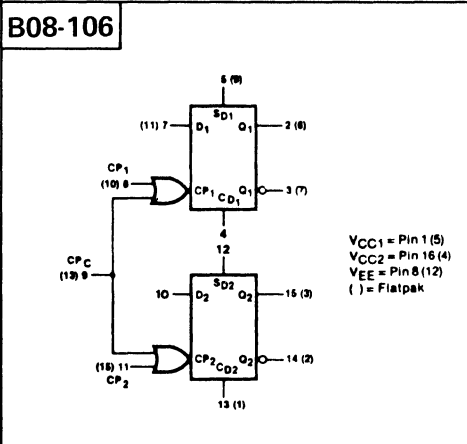 B08-106
5 (9)
SD1
(11) 7
D1
Q1
2 (6)
CP1
(10) 6
CP1
CD1
Q1
3 (7)
4
12
CPC
(13) 9
VCC1 = Pin 1 (5)
VCC2 = Pin 16 (4)
VEE = Pin 8 (12)
( ) = Flatpak
SD2
10
D2
Q2
15 (3)
(15) 11
CP2
CP2
CD2
Q2
14 (2)
13 (1)